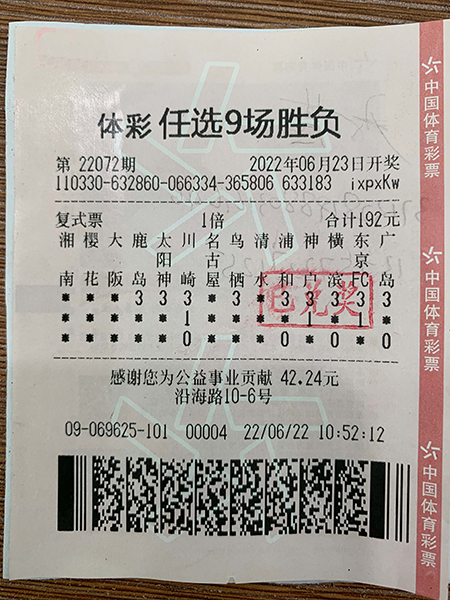 体彩 任选9场胜负
第 22072期 2022年06月23日开奖
110330-632860-066334-365806 633183 ixpxKw
复式票 1倍 合计192元
湘 樱 大 鹿 太 川 名 鸟 清 浦 神 横 东 广
阳 古 京
南 花 阪 岛 神 崎 屋 栖 水 和 户 滨 FC 岛
* * * 3 3 3 * * * 3 3 3 3 3
* * * * * 1 * * * * 1 * 1 *
* * * * * 0 * * * 0 * 0 * 0
已兑奖
感谢您为公益事业贡献 42.24元
沿海路10-6号
09-069625-101 00004 22/06/22 10:52:12
中国体育彩票
中国体育彩票
中国体育彩票